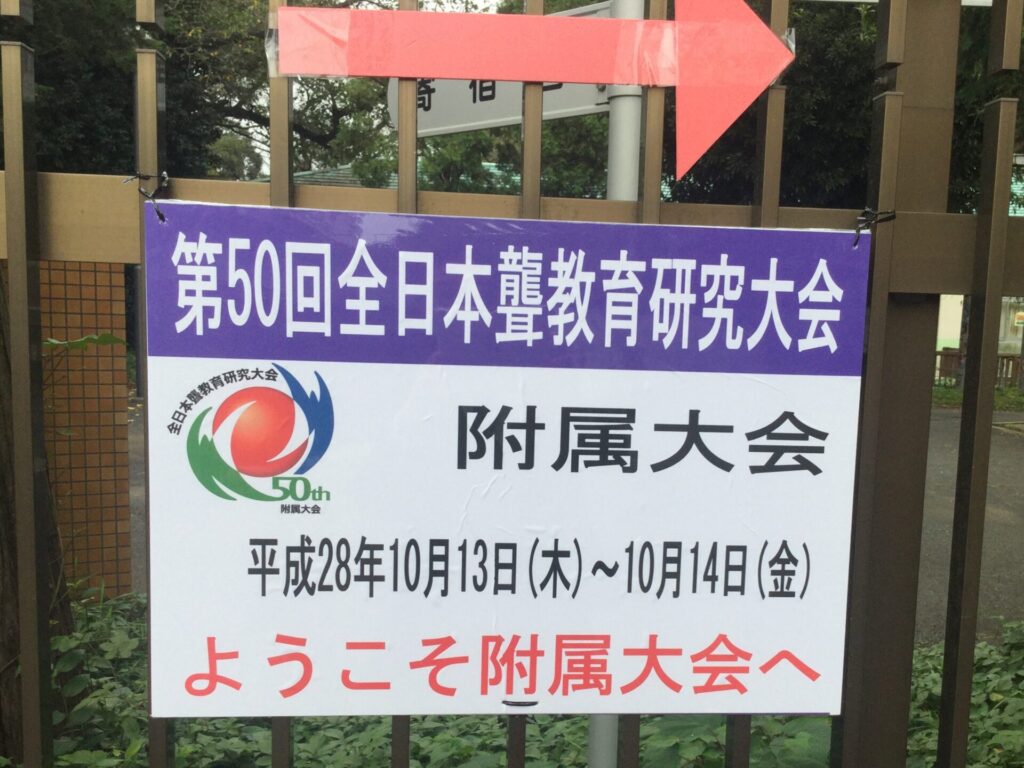 寄宿
第50回全日本聾教育研究大会
全日本聾教育研究大会
50th
附属大会
附属大会
平成28年10月13日(木)～10月14日(金)
ようこそ附属大会へ